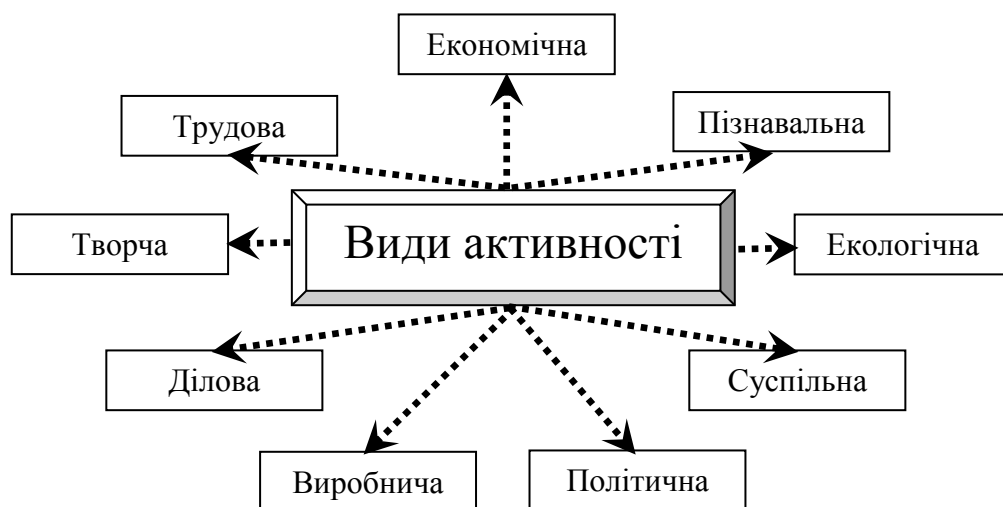 Економічна
Трудова
Пізнавальна
Творча
Види активності
Екологічна
Ділова
Суспільна
Виробнича
Політична